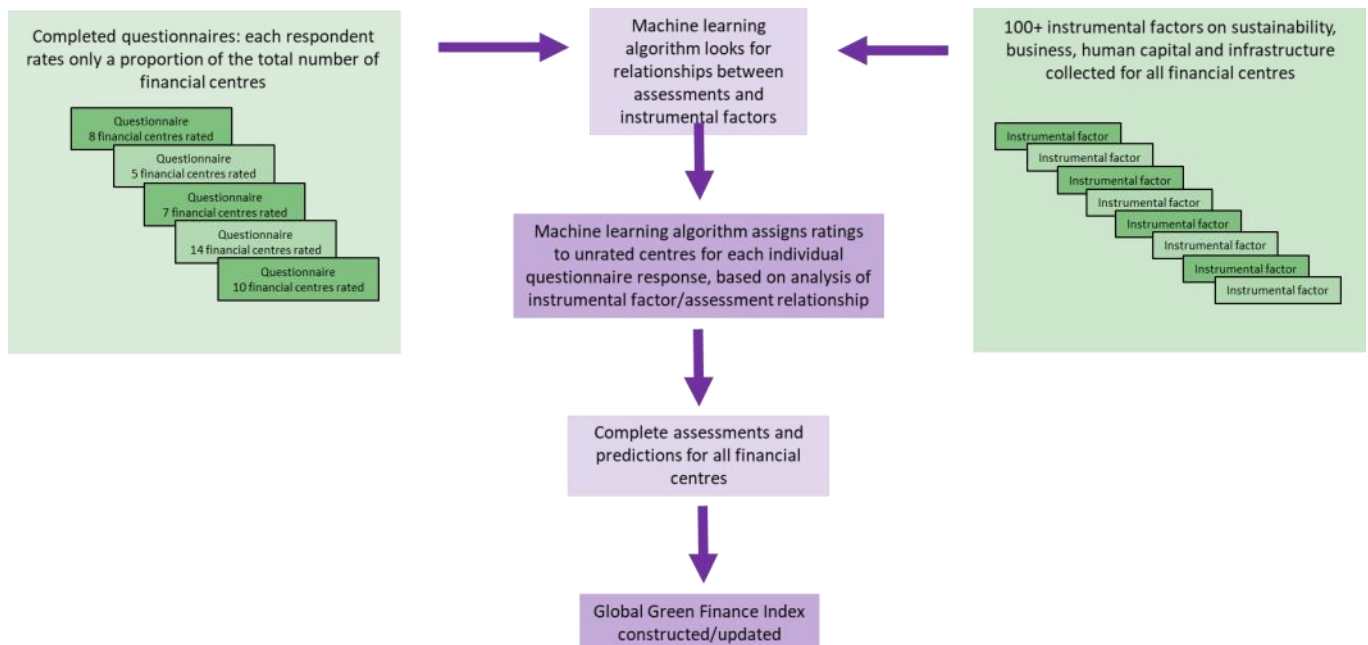 Completed questionnaires: each respondent
rates only a proportion of the total number of
financial centres
Questionnaire
8 financial centres rated
Questionnaire
5 financial centres rated
Questionnaire
7 financial centres rated
Questionnaire
14 financial centres rated
Questionnaire
10 financial centres rated
Machine learning
algorithm looks for
relationships between
assessments and
instrumental factors
100+ instrumental factors on sustainability,
business, human capital and infrastructure
collected for all financial centres
Instrumental factor
Instrumental factor
Instrumental factor
Instrumental factor
Instrumental factor
Instrumental factor
Instrumental factor
Instrumental factor
Machine learning algorithm assigns ratings
to unrated centres for each individual
questionnaire response, based on analysis of
instrumental factor/assessment relationship
Complete assessments and
predictions for all financial
centres
Global Green Finance Index
constructed/updated